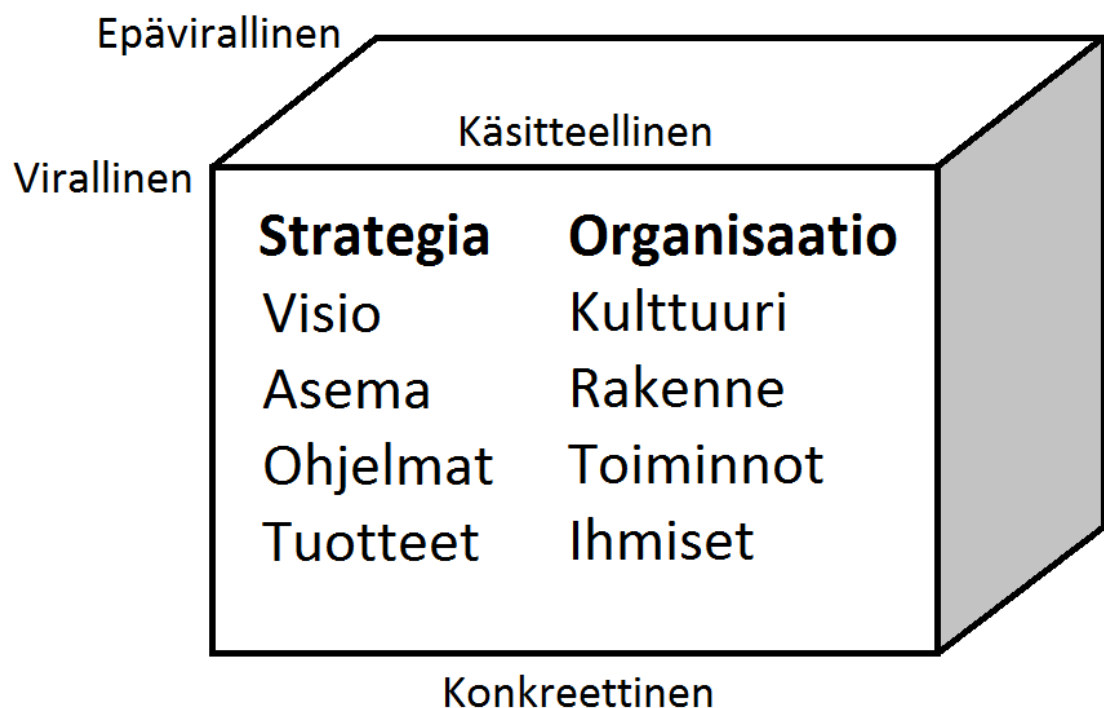 Epävirallinen
Käsitteellinen
Virallinen
Strategia Organisaatio
Visio Kulttuuri
Asema Rakenne
Ohjelmat Toiminnot
Tuotteet Ihmiset
Konkreettinen